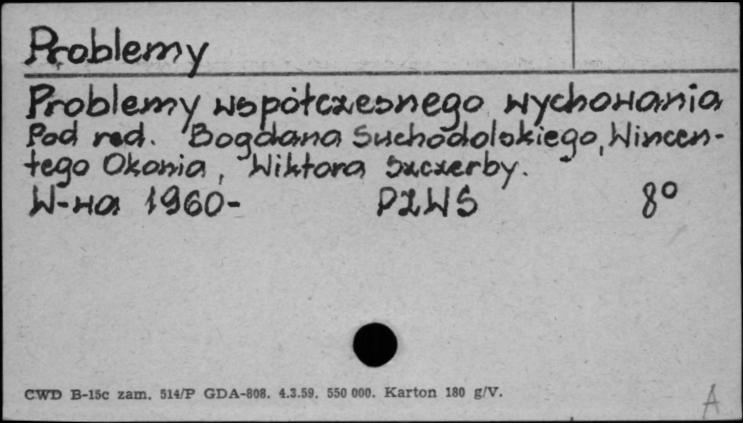 Problemy
Problemy współczesnego wychowania
Pod red. Bogdana Suchodolskiego, Wincen-
tego Okonia, Wiktora Szczerby.
W-wa 1960- PZWS 8°
CWD B-15c zam. 514/P GDA-808. 4.3.59. 550 000. Karton 180 g/V.
A